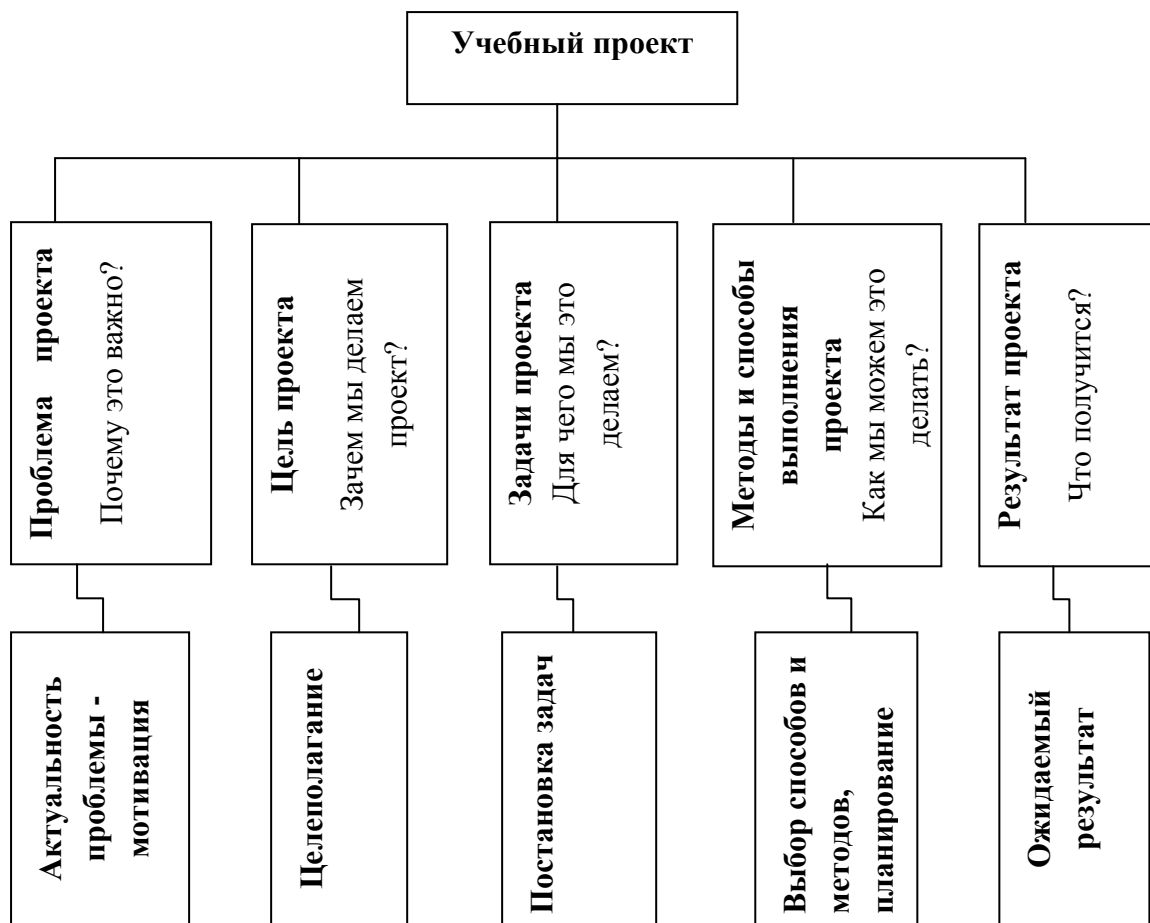 Учебный проект
Проблема проекта
Почему это важно?
Цель проекта
Зачем мы делаем
проект?
Задачи проекта
Для чего мы это
делаем?
Методы и способы
выполнения
проекта
Как мы можем это
делать?
Результат проекта
Что получится?
Актуальность
проблемы -
мотивация
Целеполагание
Постановка задач
Выбор способов и
методов,
планирование
Ожидаемый
результат